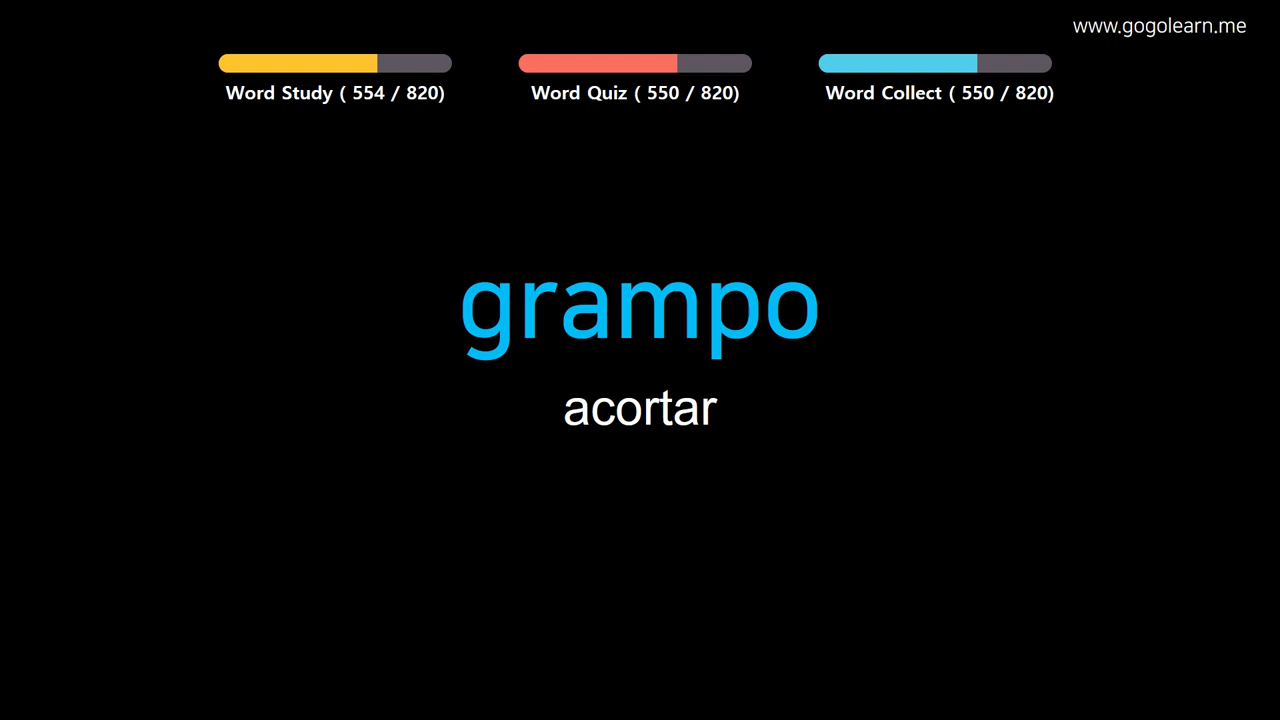 www.gogolearn.me
Word Study ( 554 / 820)
Word Quiz ( 550 / 820)
Word Collect ( 550 / 820)
grampo
acortar